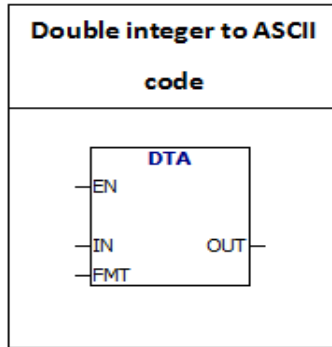 Double integer to ASCII
code
DTA
EN
IN OUT
FMT